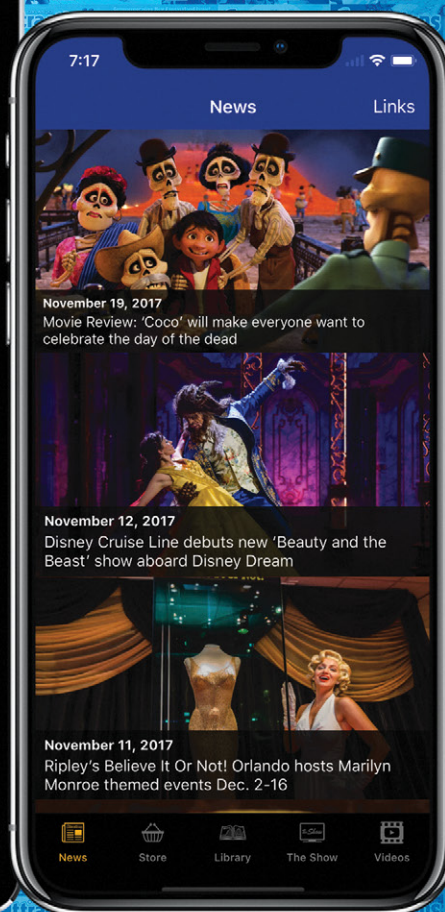 7:17
News
Links
November 19, 2017
Movie Review: ‘Coco’ will make everyone want to
celebrate the day of the dead
November 12, 2017
Disney Cruise Line debuts new ‘Beauty and the
Beast’ show aboard Disney Dream
November 11, 2017
Ripley’s Believe It Or Not! Orlando hosts Marilyn
Monroe themed events Dec. 2-16
News
Store
Library
The Show
Videos